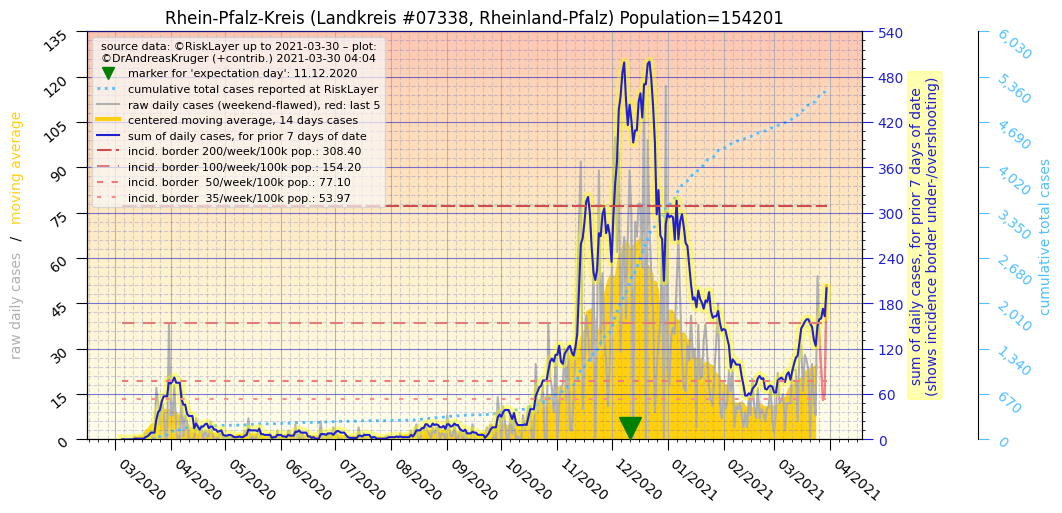 Rhein-Pfalz-Kreis (Landkreis #07338, Rheinland-Pfalz) Population=154201
source data: ©RiskLayer up to 2021-03-30 – plot:
©DrAndreasKruger (+contrib.) 2021-03-30 04:04
marker for 'expectation day': 11.12.2020
cumulative total cases reported at RiskLayer
raw daily cases (weekend-flawed), red: last 5
centered moving average, 14 days cases
sum of daily cases, for prior 7 days of date
incid. border 200/week/100k pop.: 308.40
incid. border 100/week/100k pop.: 154.20
incid. border  50/week/100k pop.: 77.10
incid. border  35/week/100k pop.: 53.97
raw daily cases / moving average
135
120
105
90
75
60
45
30
15
0
03/2020
04/2020
05/2020
06/2020
07/2020
08/2020
09/2020
10/2020
11/2020
12/2020
01/2021
02/2021
03/2021
04/2021
540
480
420
360
300
240
180
120
60
0
sum of daily cases, for prior 7 days of date
(shows incidence border under-/overshooting)
6,030
5,360
4,690
4,020
3,350
2,680
2,010
1,340
670
0
cumulative total cases